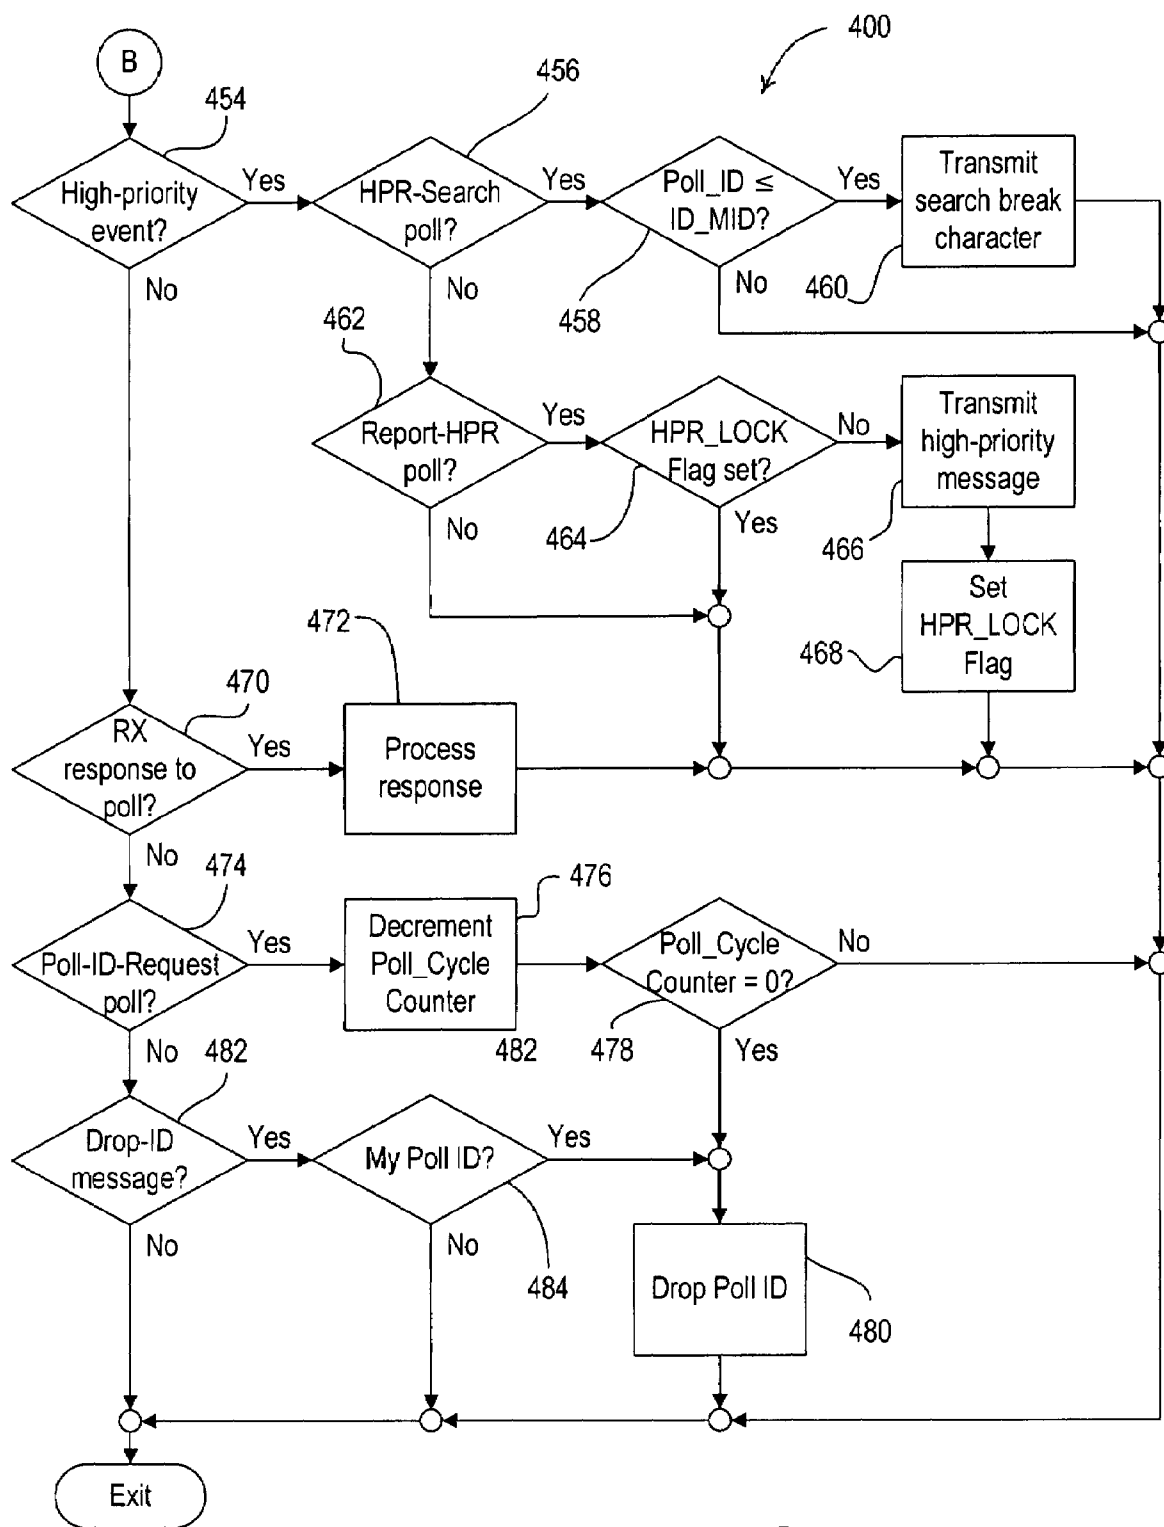 400
B
454
456
High-priority
event?
Yes
HPR-Search
poll?
Yes
Poll_ID ≤
ID_MID?
Yes
Transmit
search break
character
No
No
No
458
460
462
Report-HPR
poll?
Yes
HPR_LOCK
Flag set?
No
Transmit
high-priority
message
No
464
Yes
466
Set
HPR_LOCK
Flag
468
470
472
RX
response to
poll?
Yes
Process
response
No
474
476
Poll-ID-Request
poll?
Yes
Decrement
Poll_Cycle
Counter
Poll_Cycle
Counter = 0?
No
No
482
482
478
Yes
Drop-ID
message?
Yes
My Poll ID?
Yes
No
No
484
Drop Poll ID
480
Exit